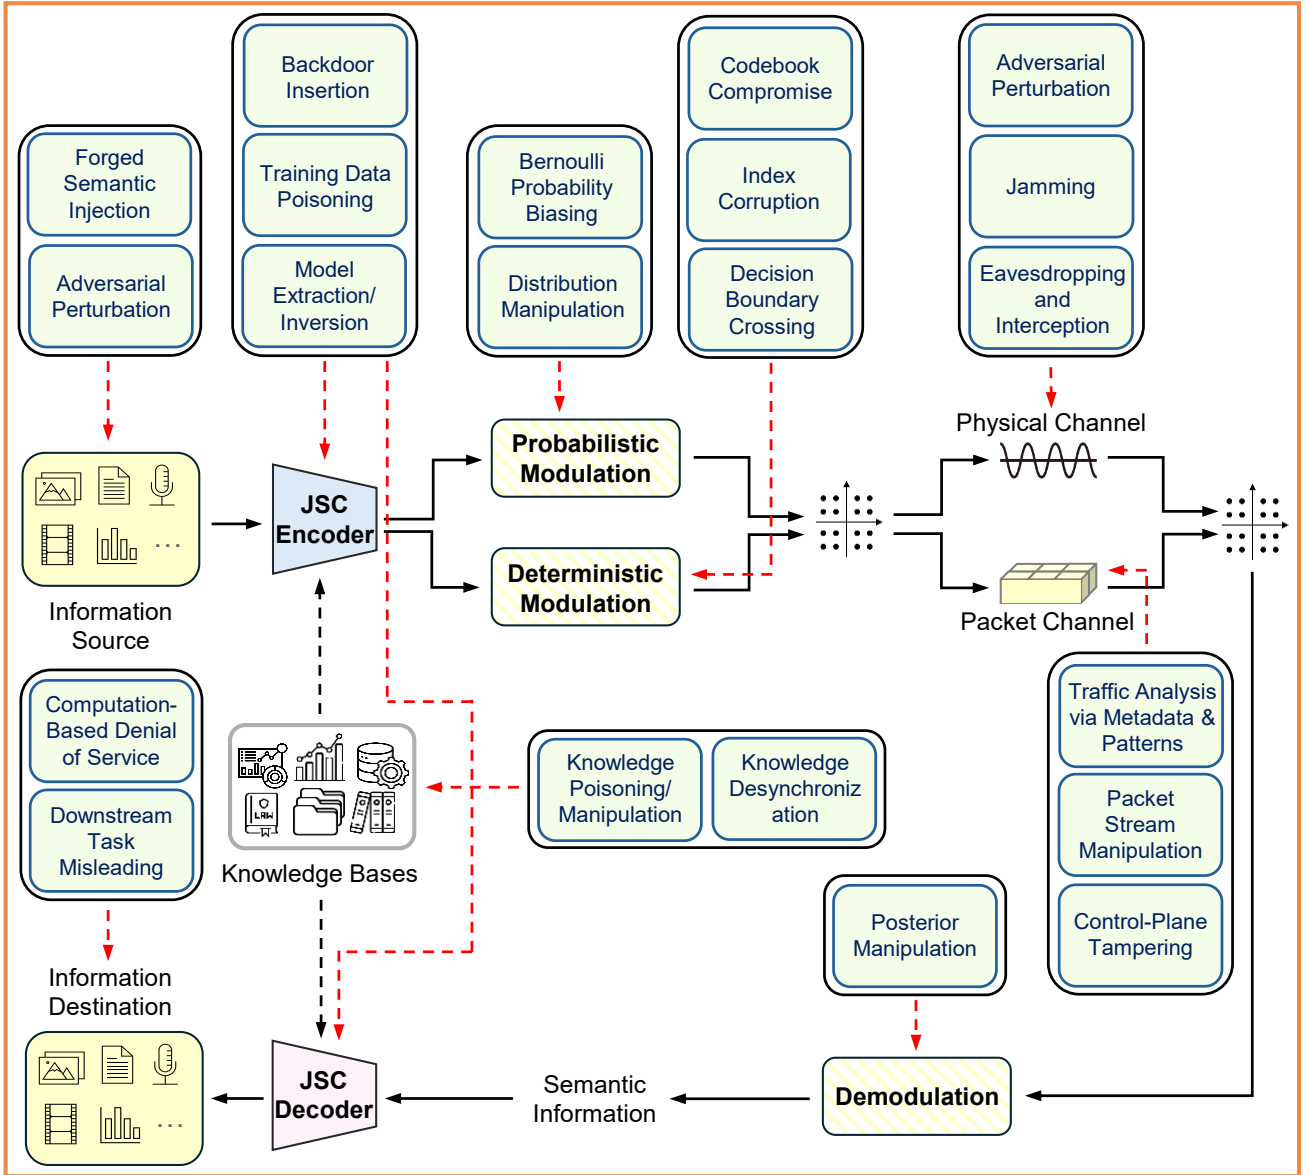 Backdoor
Insertion
Training Data
Poisoning
Model
Extraction/
Inversion
Codebook
Compromise
Index
Corruption
Decision
Boundary
Crossing
Adversarial
Perturbation
Jamming
Eavesdropping
and
Interception
Forged
Semantic
Injection
Adversarial
Perturbation
Bernoulli
Probability
Biasing
Distribution
Manipulation
Physical Channel
Probabilistic
Modulation
JSC
Encoder
Deterministic
Modulation
Information
Source
Packet Channel
Computation-
Based Denial
of Service
Downstream
Task
Misleading
LAW
Knowledge Bases
Knowledge
Poisoning/
Manipulation
Knowledge
Desynchroniz
ation
Traffic Analysis
via Metadata &
Patterns
Packet
Stream
Manipulation
Control-Plane
Tampering
Posterior
Manipulation
Information
Destination
JSC
Decoder
Semantic
Information
Demodulation